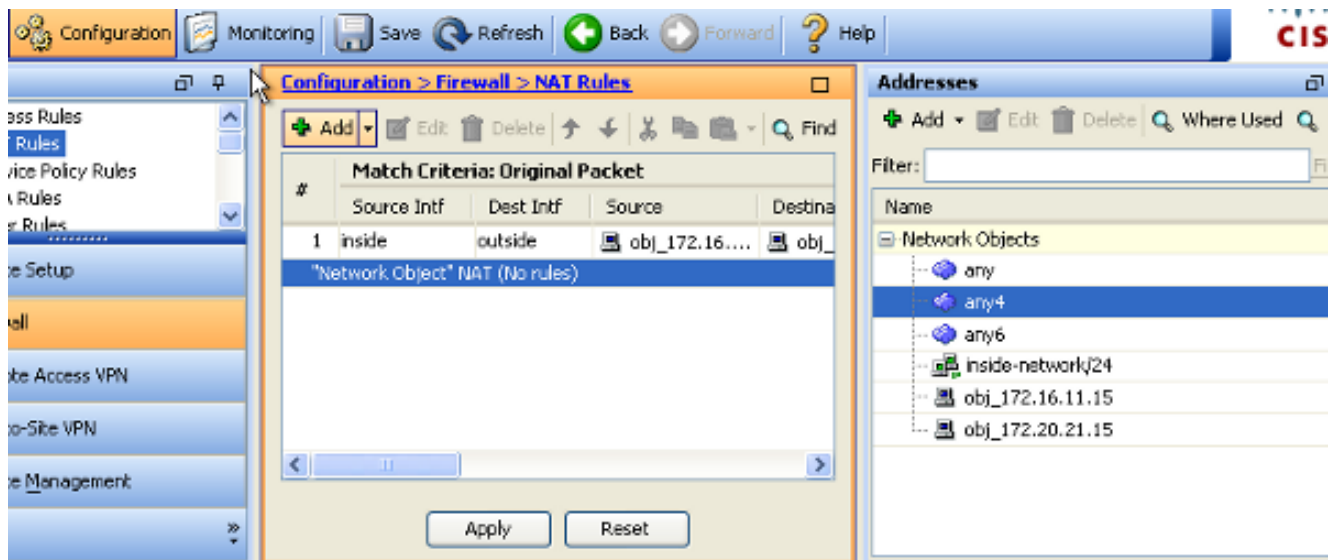 Configuration Monitoring Save Refresh Back Forward Help
CIS
Configuration > Firewall > NAT Rules
Addresses
ess Rules
Rules
vice Policy Rules
Rules
Rules
e Setup
all
te Access VPN
o-Site VPN
e Management
Add Edit Delete Find
# Match Criteria: Original Packet
Source Intf Dest Intf Source Destina
1 inside outside obj_172.16.... obj_
"Network Object" NAT (No rules)
Apply Reset
Add Edit Delete Where Used
Filter:
Name
Network Objects
any
any4
any6
inside-network/24
obj_172.16.11.15
obj_172.20.21.15